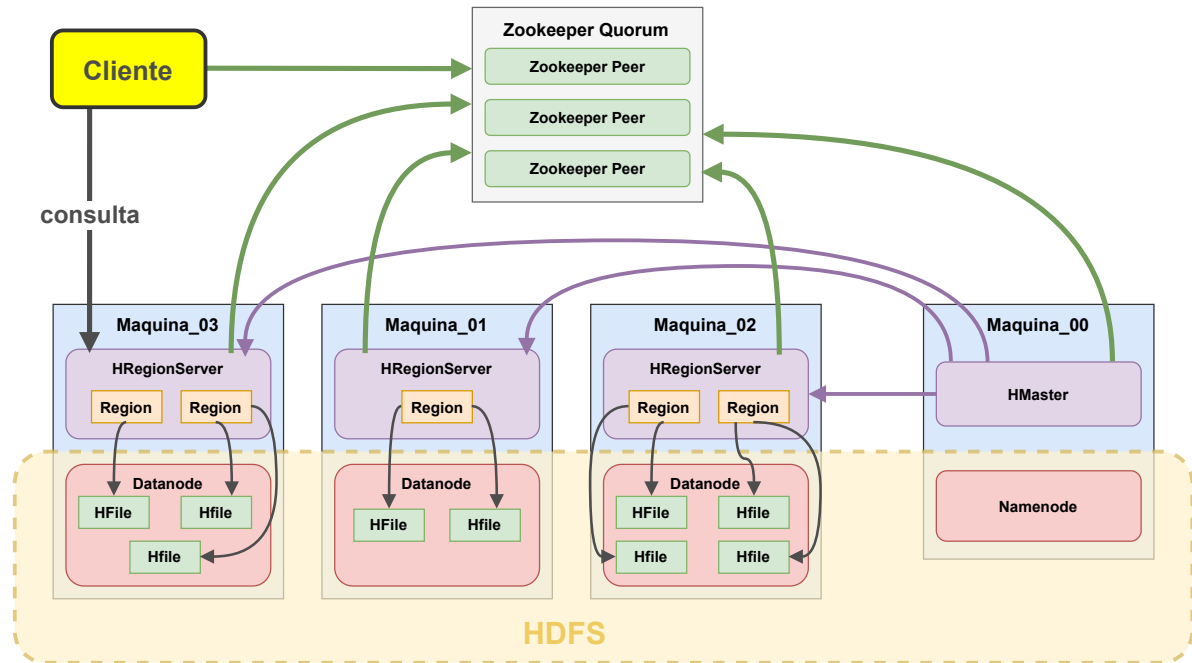 Zookeeper Quorum
Cliente
Zookeeper Peer
Zookeeper Peer
Zookeeper Peer
consulta
Maquina_03
HRegionServer
Region
Region
Datanode
HFile
Hfile
Hfile
Maquina_01
HRegionServer
Region
Datanode
HFile
Hfile
Maquina_02
HRegionServer
Region
Region
Datanode
HFile
Hfile
Hfile
Hfile
Maquina_00
HMaster
Namenode
HDFS